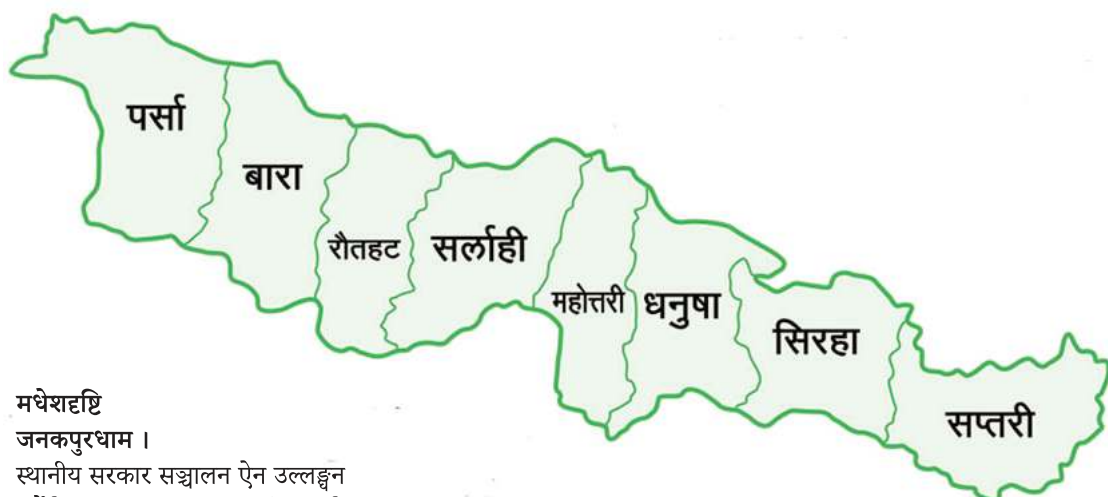 पर्सा
बारा
रौतहट
सर्लाही
महोत्तरी
धनुषा
सिरहा
सप्तरी
मधेशदृष्टि
जनकपुरधाम ।
स्थानीय सरकार सञ्चालन ऐन उल्लङ्घन